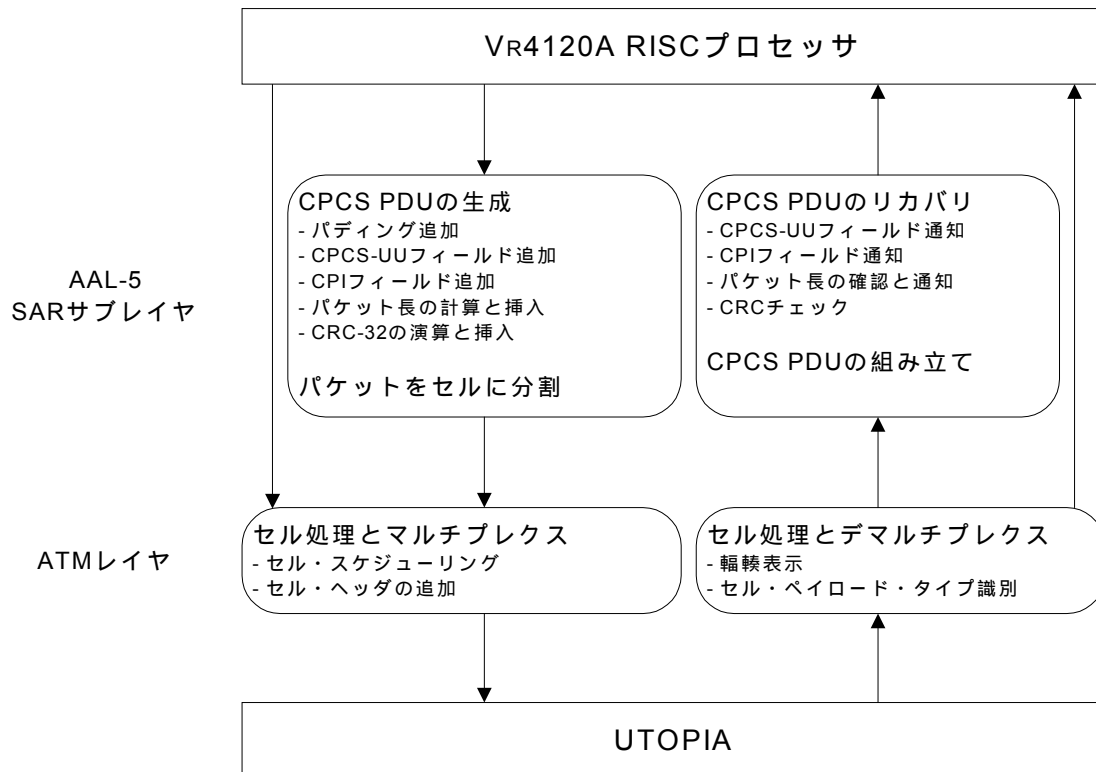 VR4120A RISCプロセッサ
AAL-5
SARサブレイヤ
CPCS PDUの生成
- パディング追加
- CPCS-UUフィールド追加
- CPIフィールド追加
- パケット長の計算と挿入
- CRC-32の演算と挿入
パケットをセルに分割
CPCS PDUのリカバリ
- CPCS-UUフィールド通知
- CPIフィールド通知
- パケット長の確認と通知
- CRCチェック
CPCS PDUの組み立て
ATMレイヤ
セル処理とマルチプレクス
- セル・スケジューリング
- セル・ヘッダの追加
セル処理とデマルチプレクス
- 輻輳表示
- セル・ペイロード・タイプ識別
UTOPIA